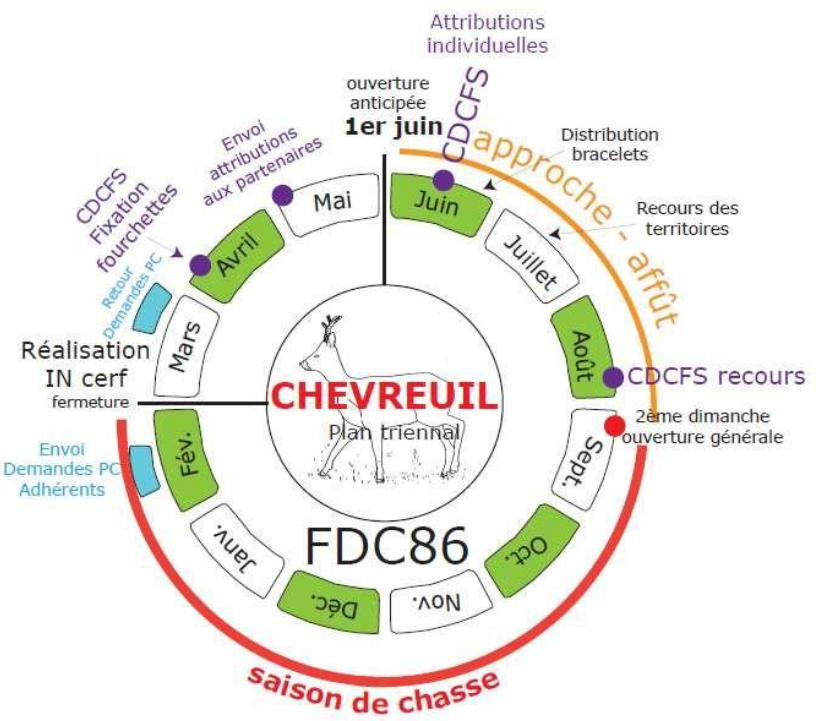 Attributions
individuelles
CDCFS
ouverture
anticipée
1er juin
approche - affût
Distribution
bracelets
Recours des
territoires
Envoi
attributions
aux partenaires
CDCFS
Fixation
fourchettes
Retour
Demandes PC
Mai
Juin
Juillet
Août
Sept.
Oct.
Nov.
Déc.
Janv.
Fév.
Mars
Avril
CDCFS recours
2ème dimanche
ouverture générale
Réalisation
IN cerf
fermeture
Envoi
Demandes PC
Adhérents
CHEVREUIL
Plan triennal
FDC86
saison de chasse